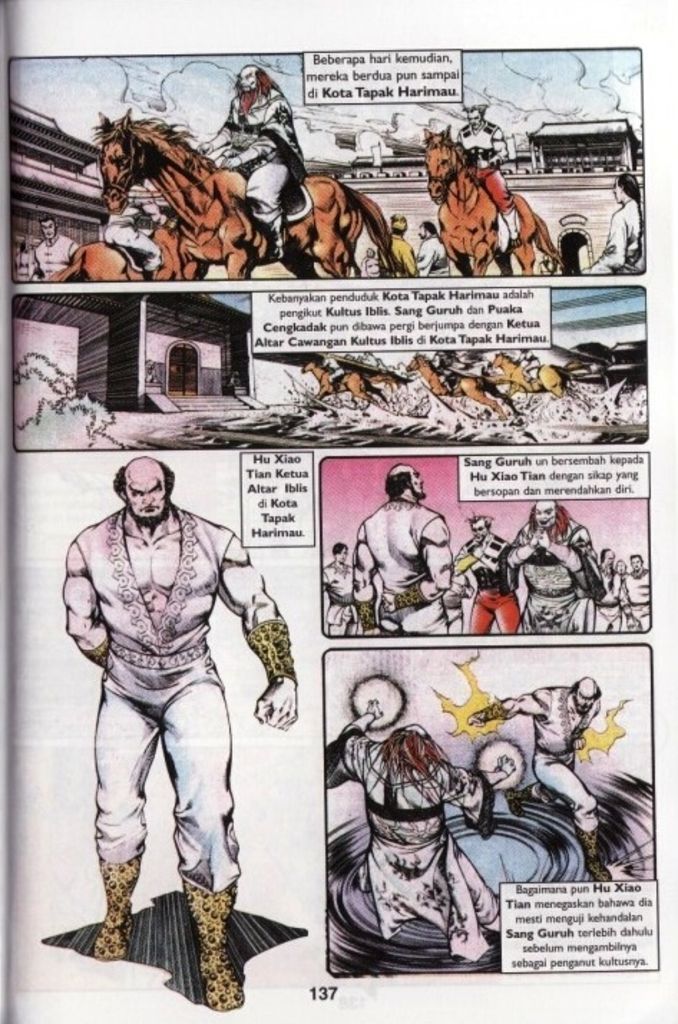 Beberapa hari kemudian,
mereka berdua pun sampai
di Kota Tapak Harimau.
Kebanyakan penduduk Kota Tapak Harimau adalah
pengikut Kultus Iblis. Sang Guruh dan Puaka
Cengkadak pun dibawa pergi berjumpa dengan Ketua
Altar Cawangan Kultus Iblis di Kota Tapak Harimau.
Hu Xiao
Tian Ketua
Altar Iblis
di Kota
Tapak
Harimau.
Sang Guruh un bersembah kepada
Hu Xiao Tian dengan sikap yang
bersopan dan merendahkan diri.
Bagaimana pun Hu Xiao
Tian menegaskan bahawa dia
mesti menguji kehandalan
Sang Guruh terlebih dahulu
sebelum mengambilnya
sebagai penganut kultusnya.
137